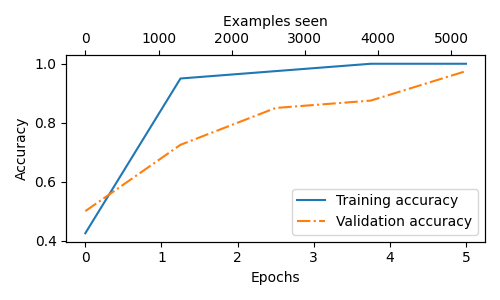 Examples seen
0 1000 2000 3000 4000 5000
1.0
0.8
0.6
0.4
Accuracy
Training accuracy
Validation accuracy
0 1 2 3 4 5
Epochs